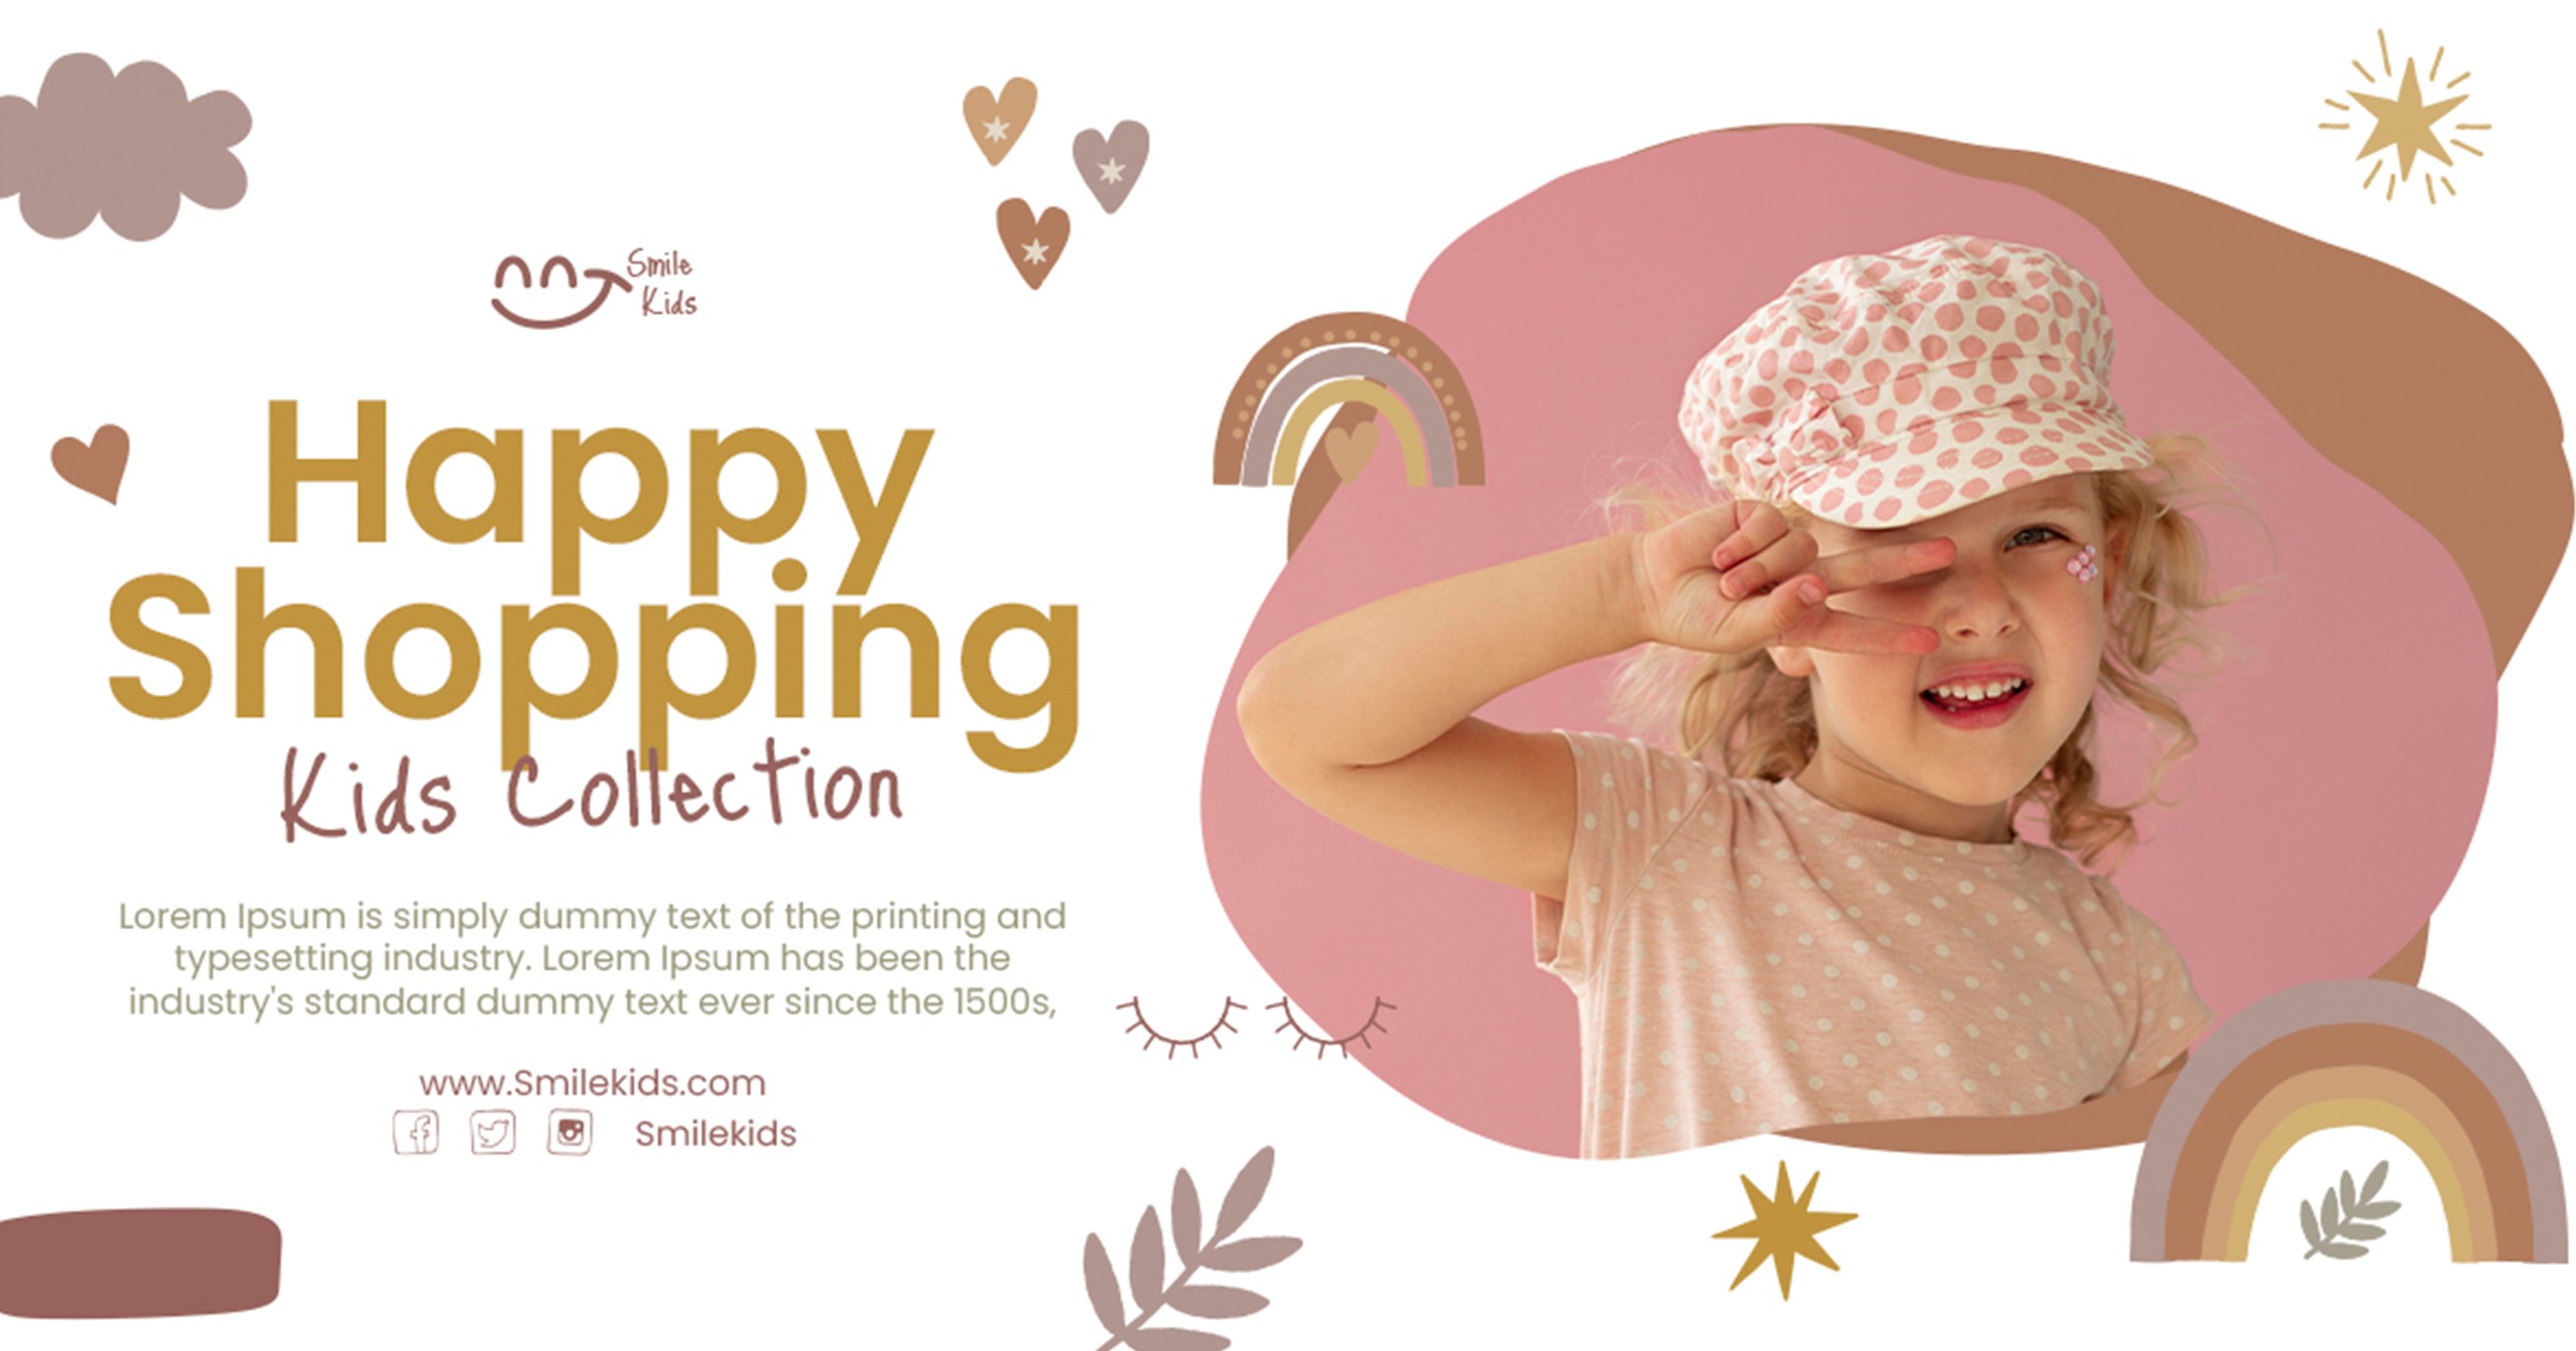 Smile
Kids
Happy
Shopping
Kids Collection
Lorem Ipsum is simply dummy text of the printing and
typesetting industry. Lorem Ipsum has been the
industry's standard dummy text ever since the 1500s,
www.Smilekids.com
Smilekids